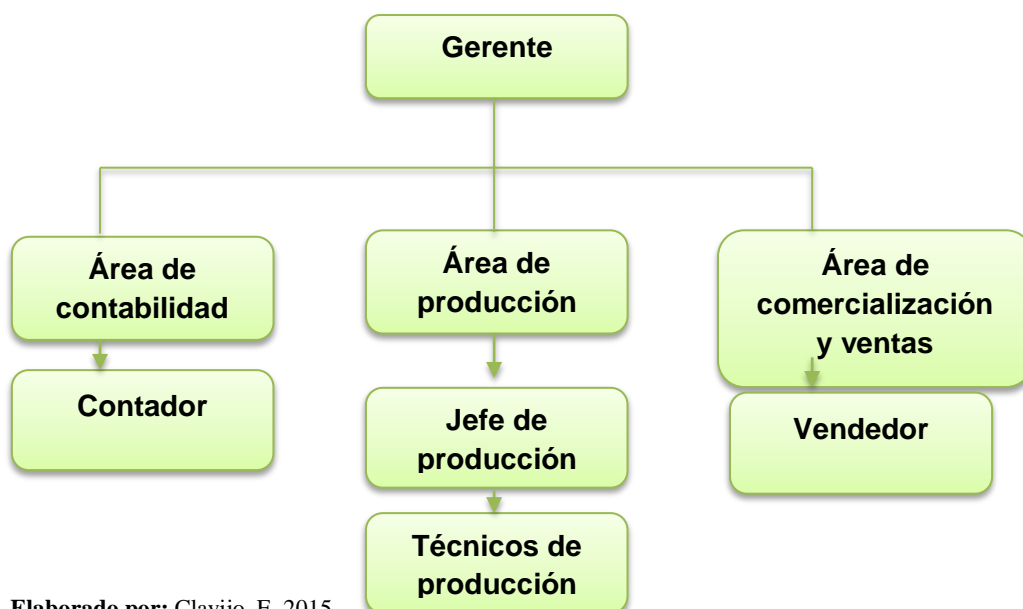 Gerente
Área de
contabilidad
Área de
producción
Área de
comercialización
y ventas
Contador
Jefe de
producción
Vendedor
Técnicos de
producción
Elaborado por: Clavijo, F. 2015